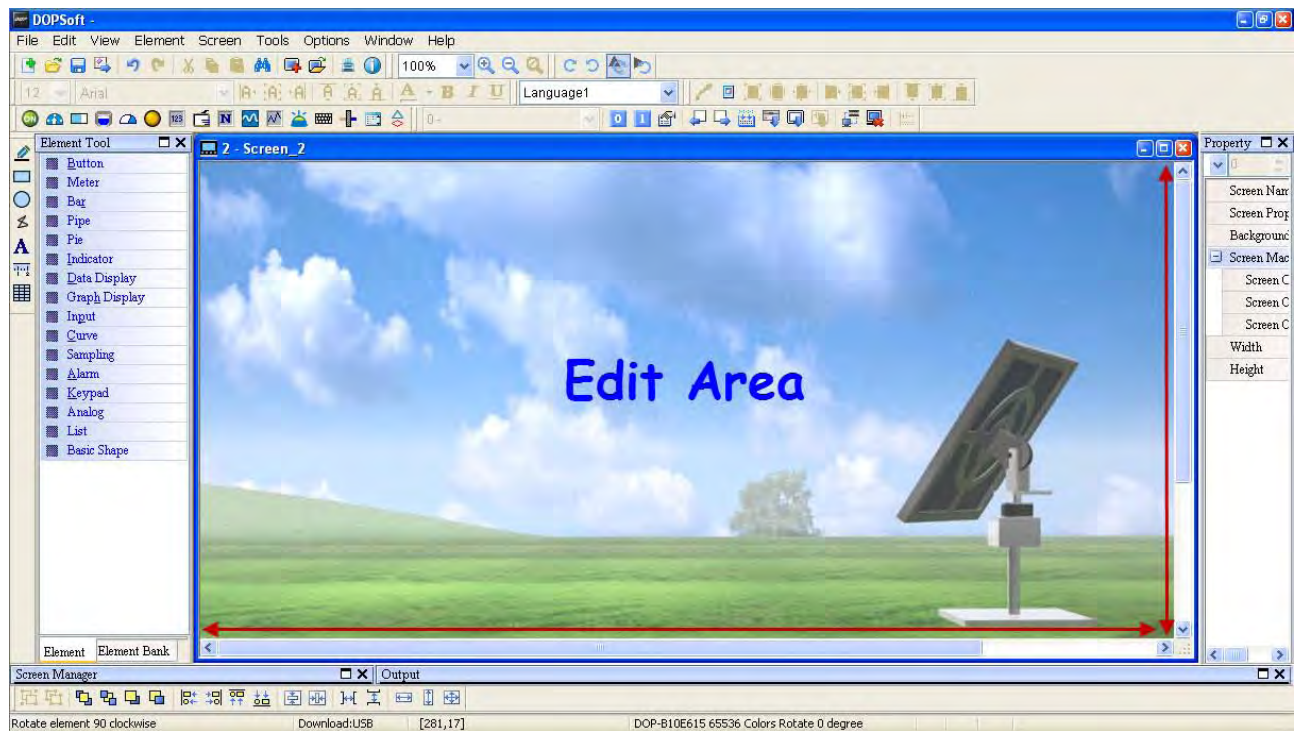 DOPSoft -
File Edit View Element Screen Tools Options Window Help
100%
12 Arial Language1
0-
Element Tool
Button
Meter
Bar
Pipe
Pie
Indicator
Data Display
Graph Display
Input
Curve
Sampling
Alarm
Keypad
Analog
List
Basic Shape
Element Element Bank
2 - Screen_2
Edit Area
Property
0
Screen Nam
Screen Prop
Background
Screen Mac
Screen C
Screen C
Screen C
Width
Height
Screen Manager Output
Rotate element 90 clockwise Download:USB [281,17] DOP-B10E615 65536 Colors Rotate 0 degree